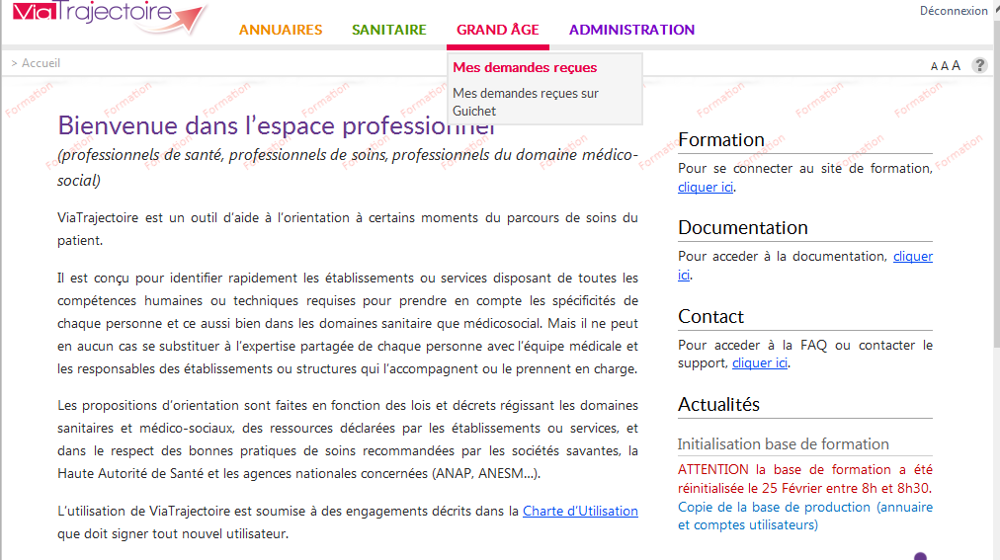 ViaTrajectoire
Déconnexion
ANNUAIRES SANITAIRE GRAND ÂGE ADMINISTRATION
> Accueil
A A A ?
Mes demandes reçues
Mes demandes reçues sur
Guichet
Formation Formation Formation Formation Formation Formation Formation
Bienvenue dans l'espace professionnel
(professionnels de santé, professionnels de soins, professionnels du domaine médico-
social)
ViaTrajectoire est un outil d'aide à l'orientation à certains moments du parcours de soins du
patient.
Il est conçu pour identifier rapidement les établissements ou services disposant de toutes les
compétences humaines ou techniques requises pour prendre en compte les spécificités de
chaque personne et ce aussi bien dans les domaines sanitaire que médicosocial. Mais il ne peut
en aucun cas se substituer à l'expertise partagée de chaque personne avec l'équipe médicale et
les responsables des établissements ou structures qui l'accompagnent ou le prennent en charge.
Les propositions d'orientation sont faites en fonction des lois et décrets régissant les domaines
sanitaires et médico-sociaux, des ressources déclarées par les établissements ou services, et
dans le respect des bonnes pratiques de soins recommandées par les sociétés savantes, la
Haute Autorité de Santé et les agences nationales concernées (ANAP, ANESM...).
L'utilisation de ViaTrajectoire est soumise à des engagements décrits dans la Charte d'Utilisation
que doit signer tout nouvel utilisateur.
Formation
Pour se connecter au site de formation,
cliquer ici.
Documentation
Pour acceder à la documentation, cliquer
ici.
Contact
Pour acceder à la FAQ ou contacter le
support, cliquer ici.
Actualités
Initialisation base de formation
ATTENTION la base de formation a été
réinitialisée le 25 Février entre 8h et 8h30.
Copie de la base de production (annuaire
et comptes utilisateurs)